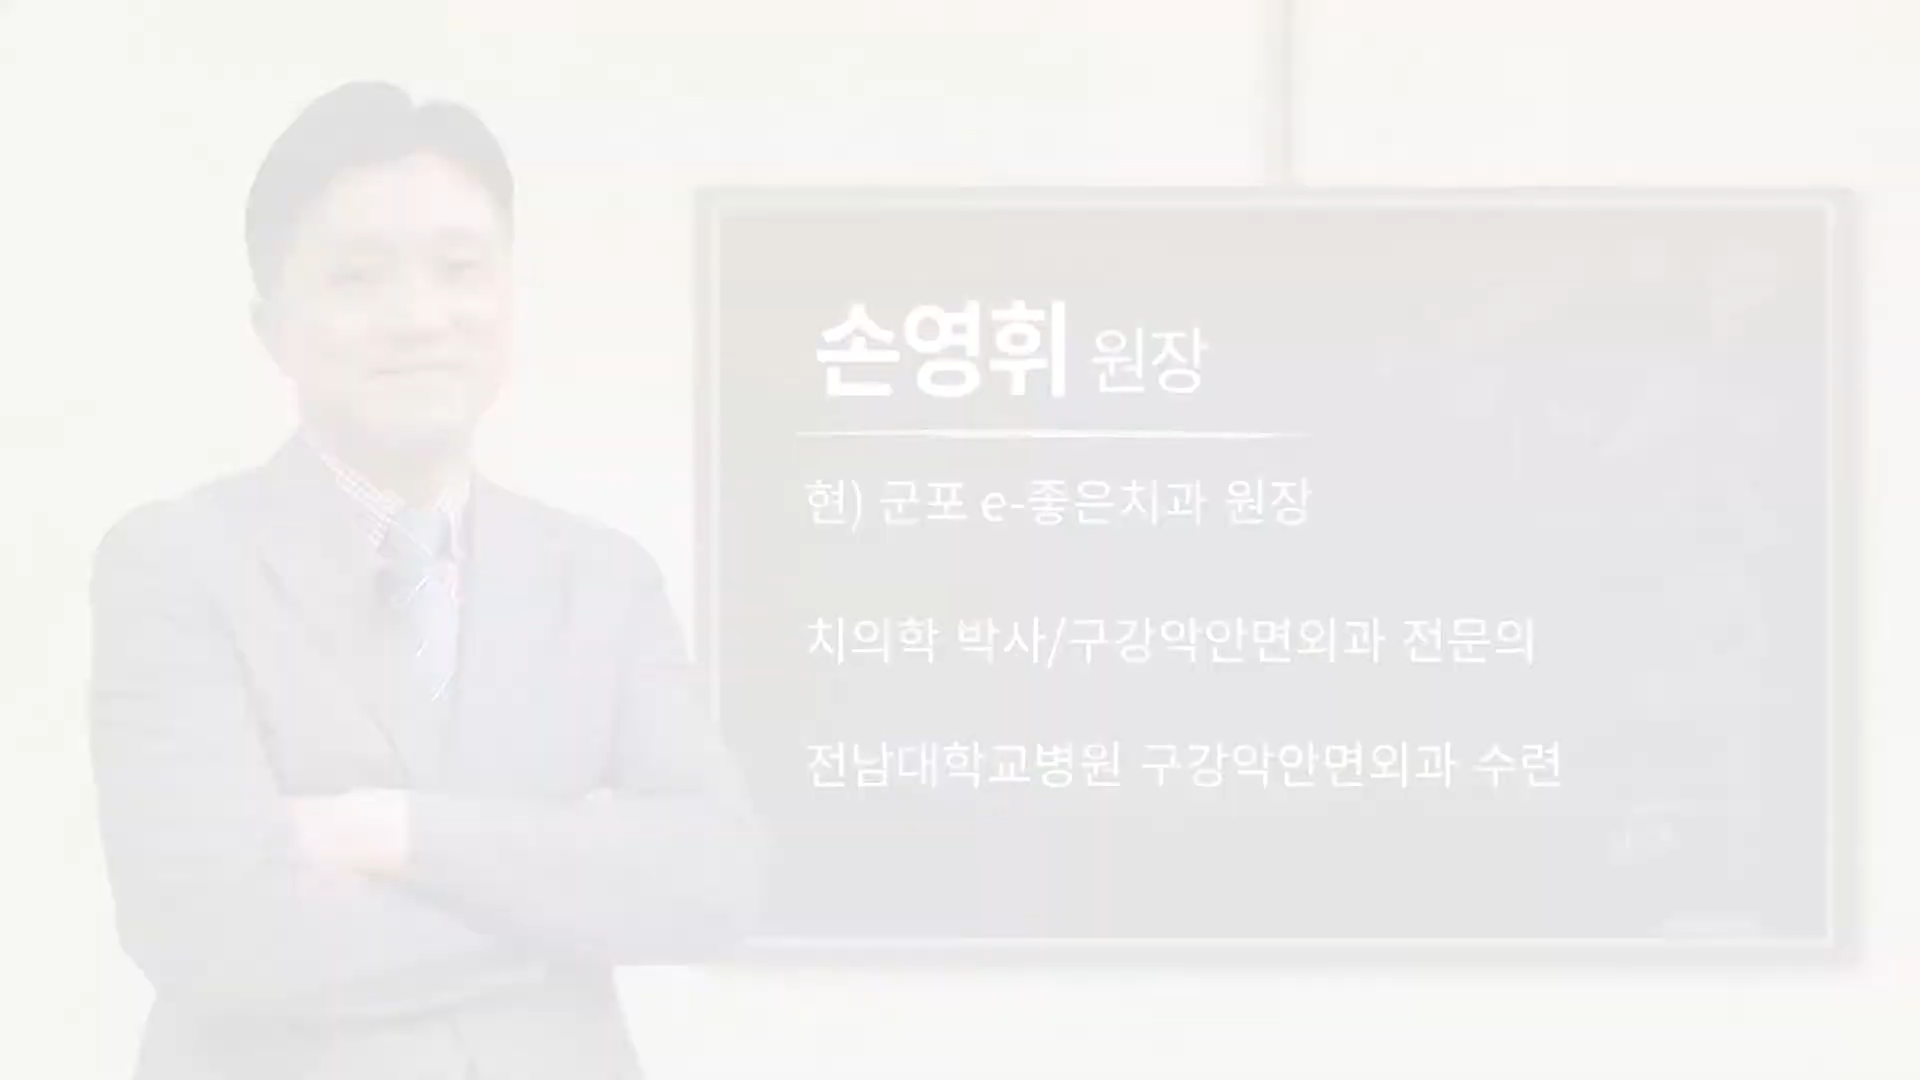 손영휘 원장
현) 군포 e-좋은치과 원장
치의학 박사/구강악안면외과 전문의
전남대학교병원 구강악안면외과 수련